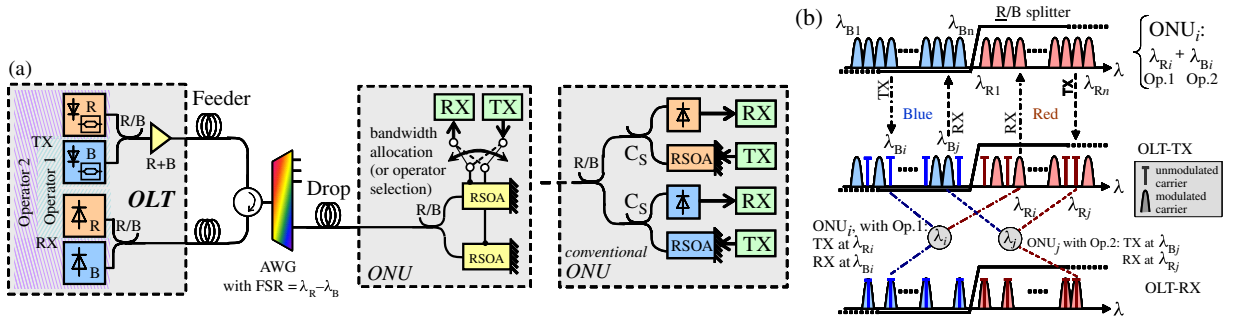 (a)
Operator 2
Operator 1
TX
RX
R
B
R/B
R+B
OLT
R
B
R/B
Feeder
AWG
with FSR = λR–λB
Drop
RX
TX
bandwidth
allocation
(or operator
selection)
R/B
RSOA
RSOA
ONU
R/B
CS
RX
RSOA
TX
CS
RX
RSOA
TX
conventional
ONU
(b)
λB1
λBn
R/B splitter
ONUi:
λRi + λBi
Op.1 Op.2
λ
λR1
λRn
TX
Blue
RX
RX
Red
TX
λBi
λBj
OLT-TX
λ
unmodulated
carrier
modulated
carrier
λRi
λRj
ONUi, with Op.1:
TX at λRi
RX at λBi
λi
λj
ONUj with Op.2: TX at λBj
RX at λRj
OLT-RX
λ